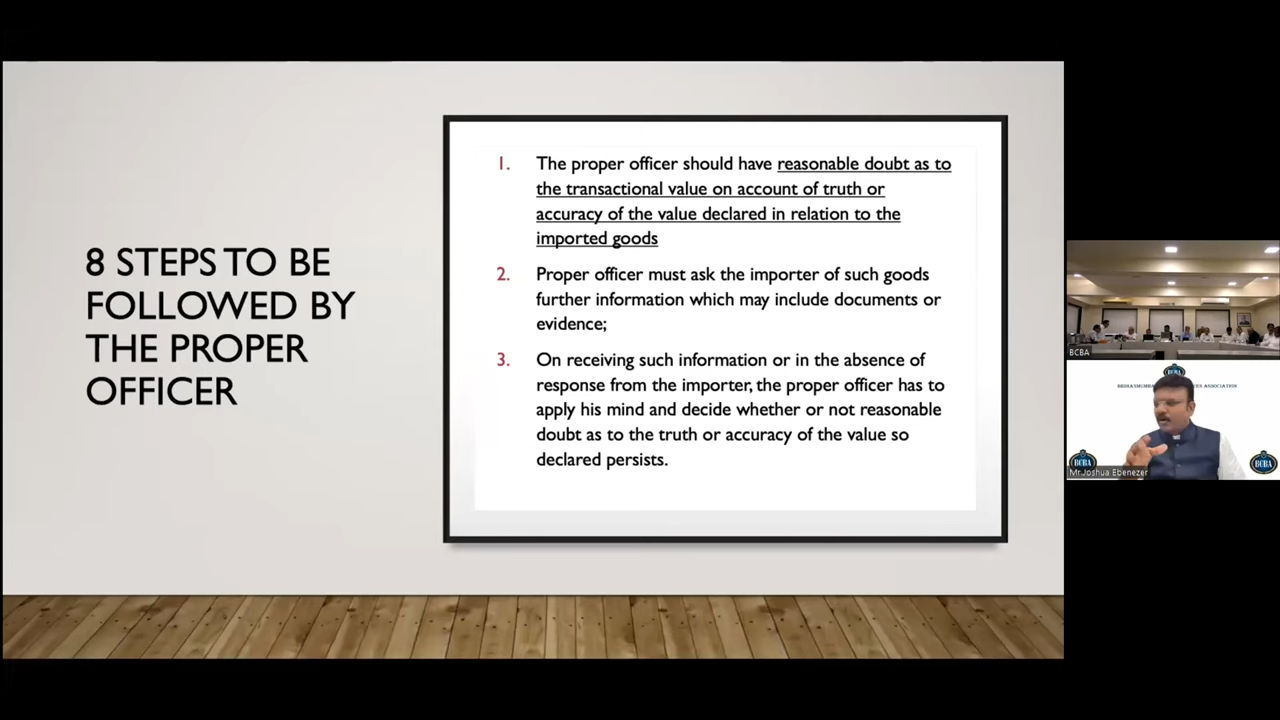 8 STEPS TO BE
FOLLOWED BY
THE PROPER
OFFICER
1. The proper officer should have reasonable doubt as to
the transactional value on account of truth or
accuracy of the value declared in relation to the
imported goods
2. Proper officer must ask the importer of such goods
further information which may include documents or
evidence;
3. On receiving such information or in the absence of
response from the importer, the proper officer has to
apply his mind and decide whether or not reasonable
doubt as to the truth or accuracy of the value so
declared persists.
BCBA
BCBA
ASSOCIATION
BCBA
BCBA
Mr.Joshua Ebenezer